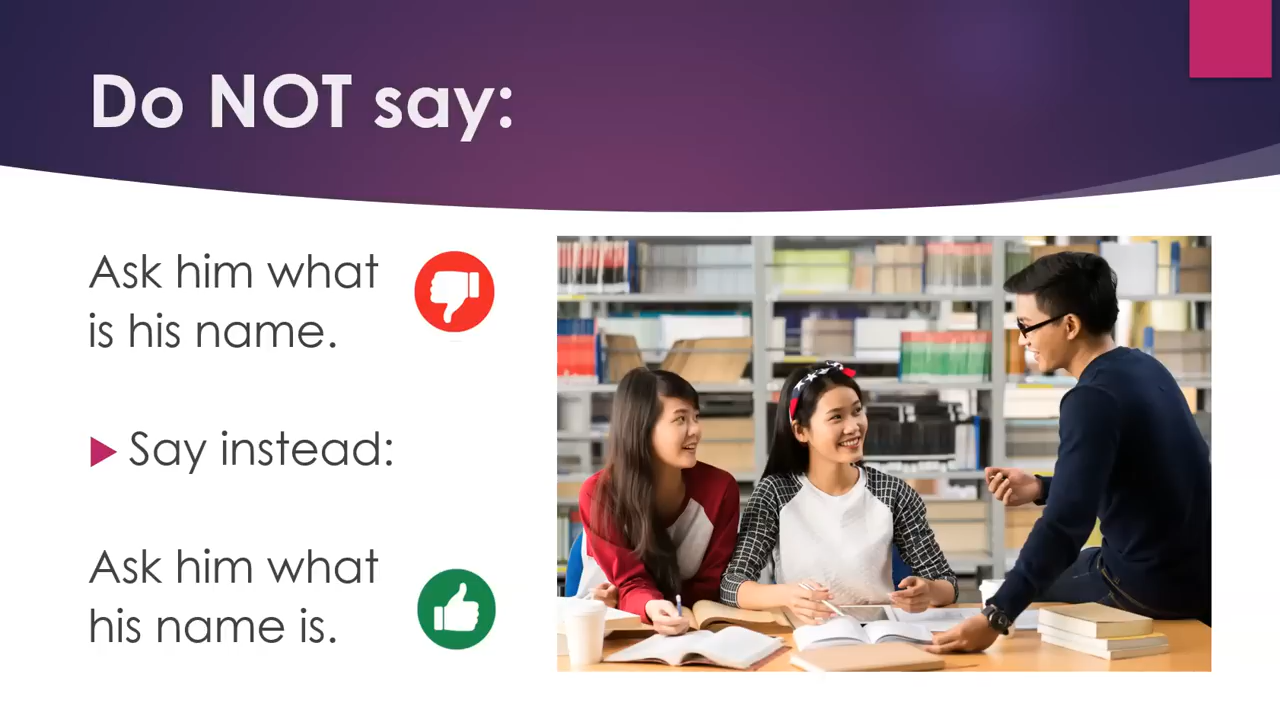 Do NOT say:
Ask him what
is his name.
Say instead:
Ask him what
his name is.